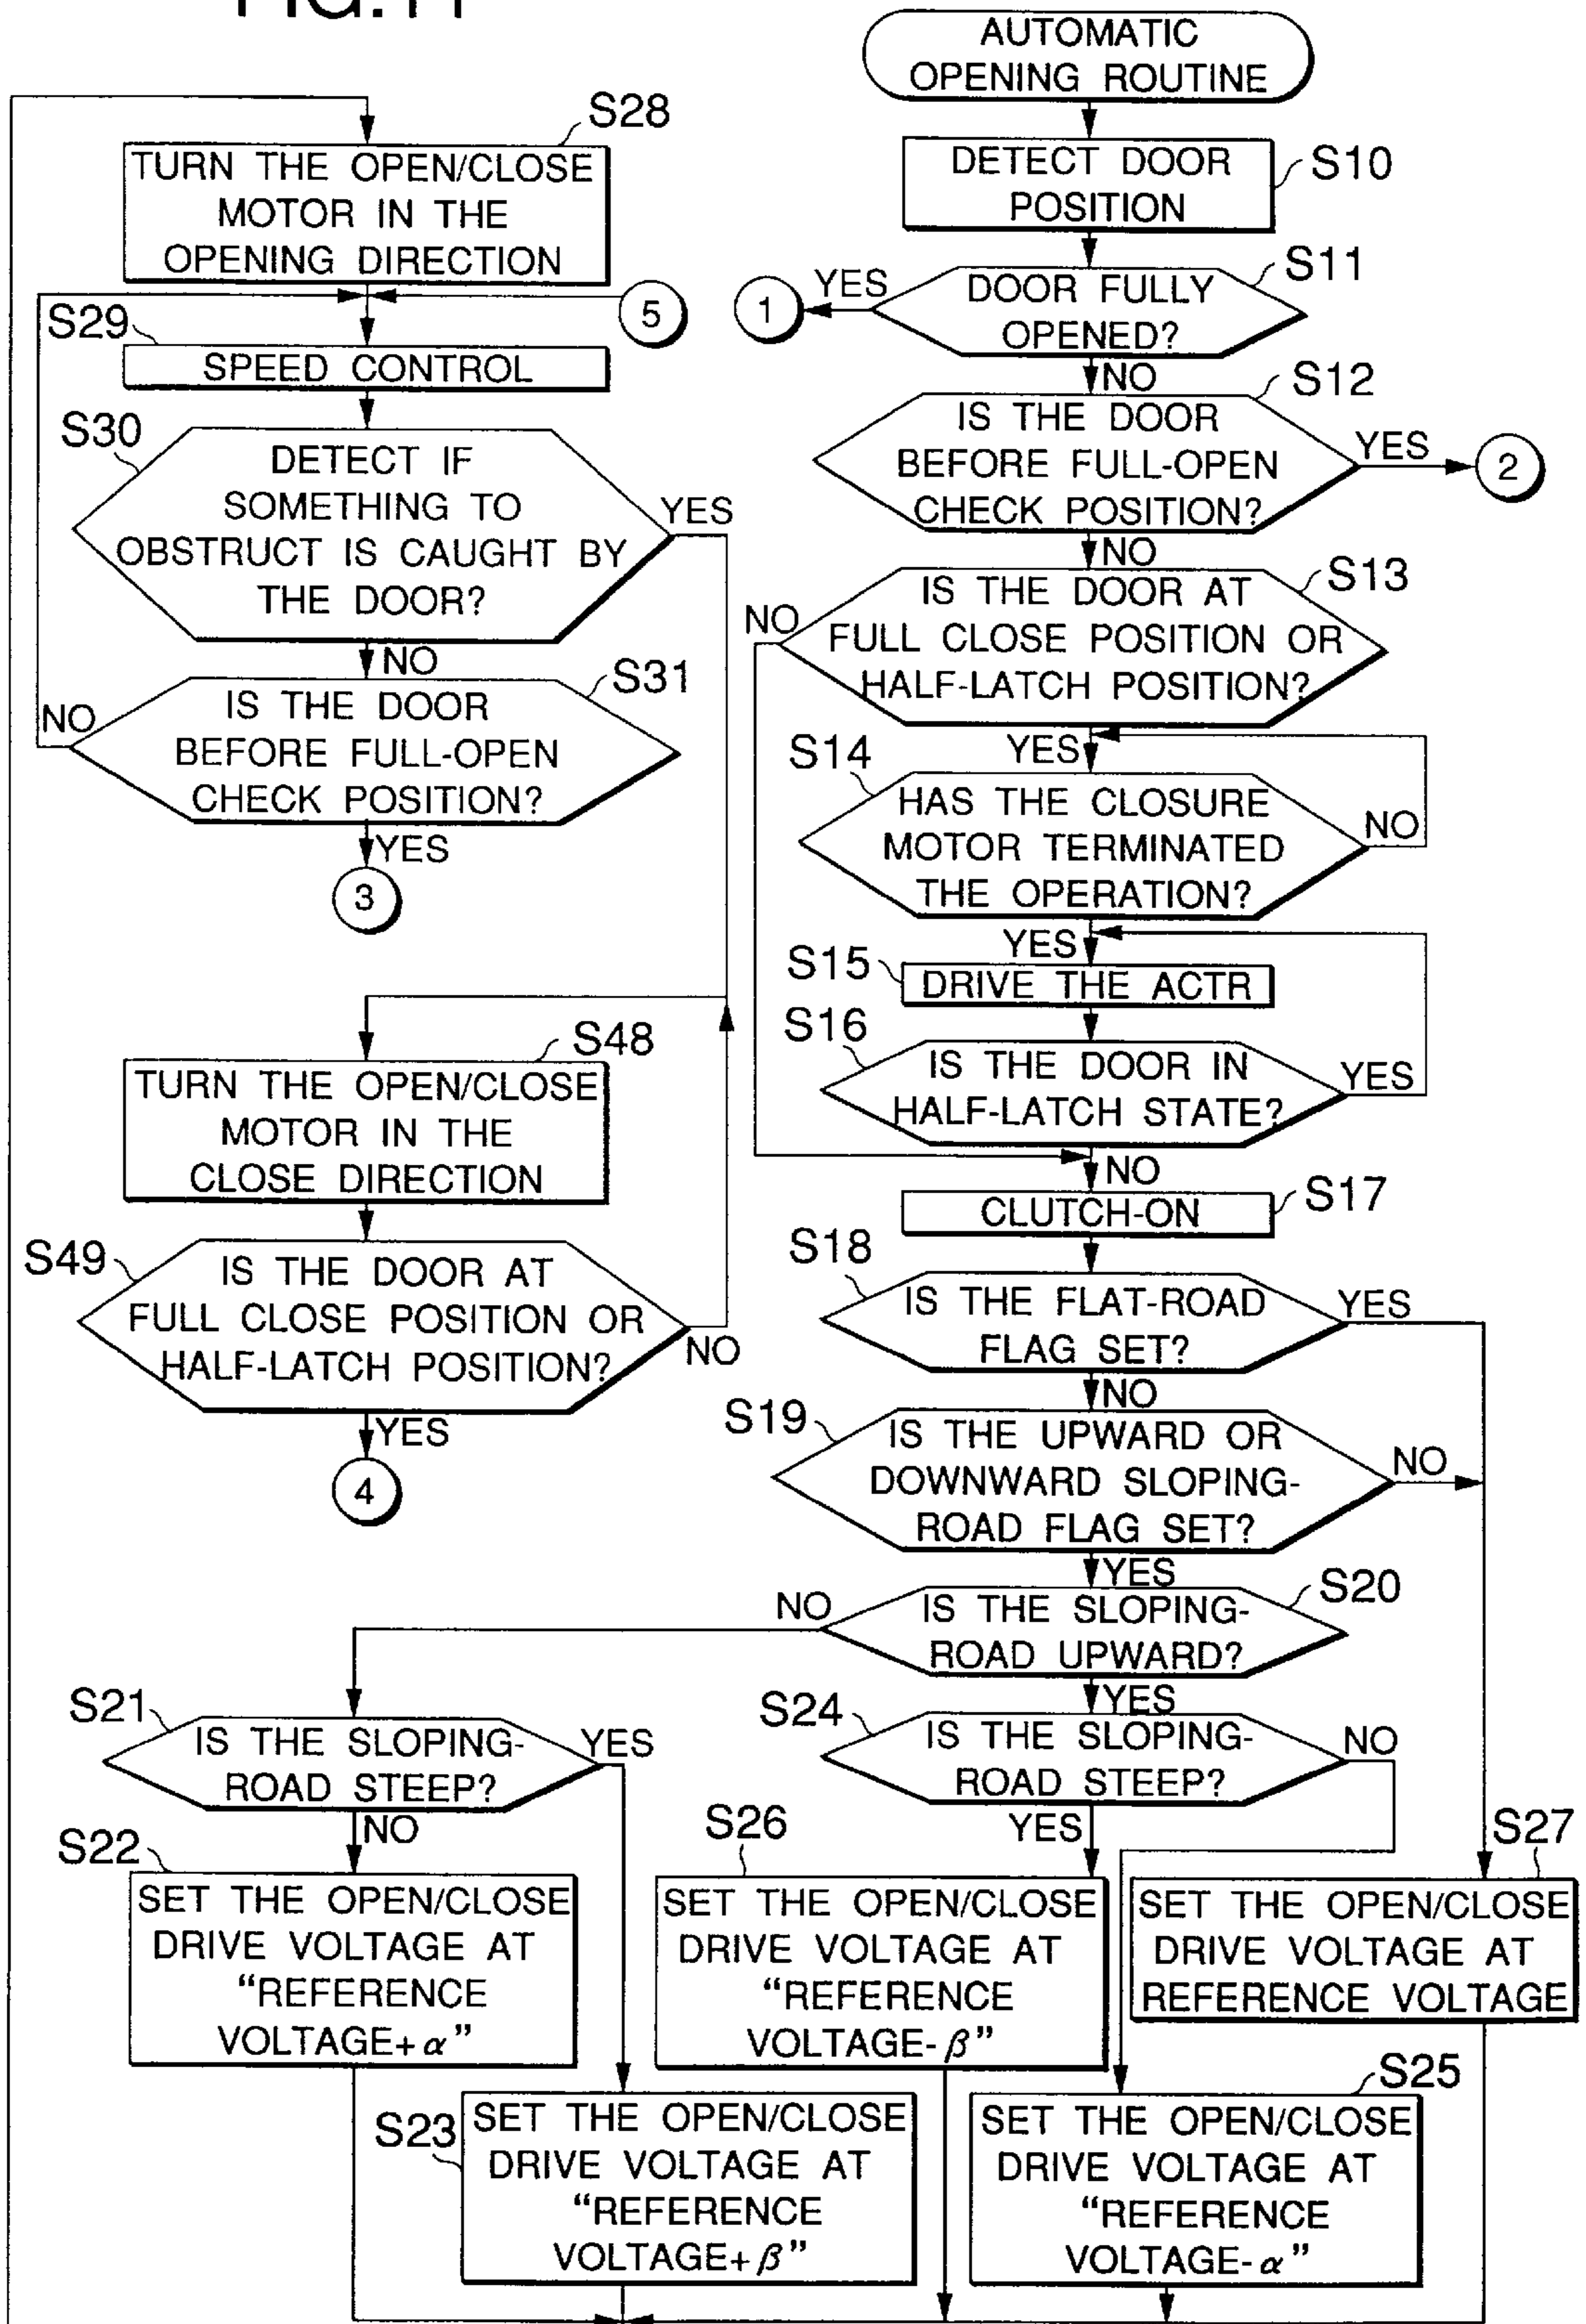 FIG.11
AUTOMATIC
OPENING ROUTINE
DETECT DOOR
POSITION
S10
DOOR FULLY
OPENED?
S11
YES
1
NO
IS THE DOOR
BEFORE FULL-OPEN
CHECK POSITION?
S12
YES
2
NO
IS THE DOOR AT
FULL CLOSE POSITION OR
HALF-LATCH POSITION?
S13
NO
YES
S14
HAS THE CLOSURE
MOTOR TERMINATED
THE OPERATION?
NO
YES
S15
DRIVE THE ACTR
S16
IS THE DOOR IN
HALF-LATCH STATE?
YES
NO
CLUTCH-ON
S17
S18
IS THE FLAT-ROAD
FLAG SET?
YES
NO
S19
IS THE UPWARD OR
DOWNWARD SLOPING-
ROAD FLAG SET?
NO
YES
S20
IS THE SLOPING-
ROAD UPWARD?
NO
YES
S21
IS THE SLOPING-
ROAD STEEP?
YES
NO
S24
IS THE SLOPING-
ROAD STEEP?
NO
YES
S22
SET THE OPEN/CLOSE
DRIVE VOLTAGE AT
“REFERENCE
VOLTAGE+α”
S26
SET THE OPEN/CLOSE
DRIVE VOLTAGE AT
“REFERENCE
VOLTAGE-β”
S27
SET THE OPEN/CLOSE
DRIVE VOLTAGE AT
REFERENCE VOLTAGE
S23
SET THE OPEN/CLOSE
DRIVE VOLTAGE AT
“REFERENCE
VOLTAGE+β”
S25
SET THE OPEN/CLOSE
DRIVE VOLTAGE AT
“REFERENCE
VOLTAGE-α”
S28
TURN THE OPEN/CLOSE
MOTOR IN THE
OPENING DIRECTION
5
S29
SPEED CONTROL
S30
DETECT IF
SOMETHING TO
OBSTRUCT IS CAUGHT BY
THE DOOR?
YES
NO
S31
IS THE DOOR
BEFORE FULL-OPEN
CHECK POSITION?
NO
YES
3
S48
TURN THE OPEN/CLOSE
MOTOR IN THE
CLOSE DIRECTION
S49
IS THE DOOR AT
FULL CLOSE POSITION OR
HALF-LATCH POSITION?
NO
YES
4